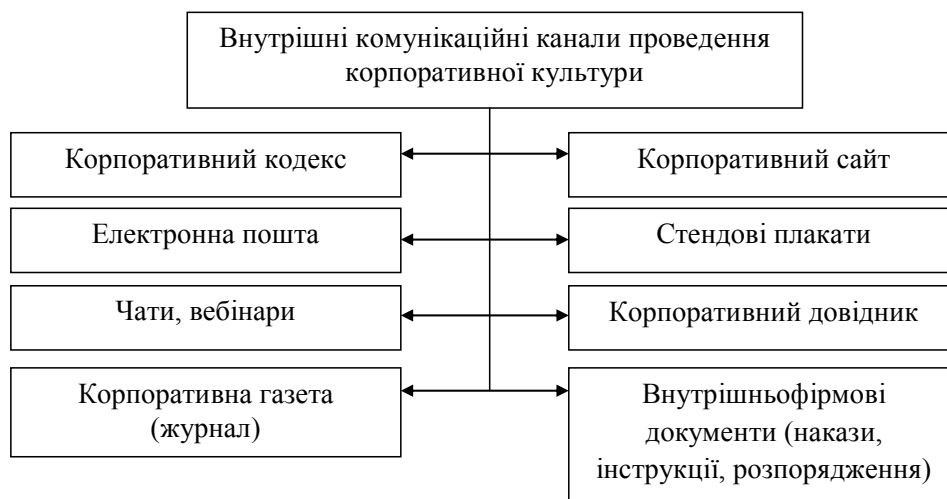 Внутрішні комунікаційні канали проведення
корпоративної культури
Корпоративний кодекс
Корпоративний сайт
Електронна пошта
Стендові плакати
Чати, вебінари
Корпоративний довідник
Корпоративна газета
(журнал)
Внутрішньофірмові
документи (накази,
інструкції, розпорядження)